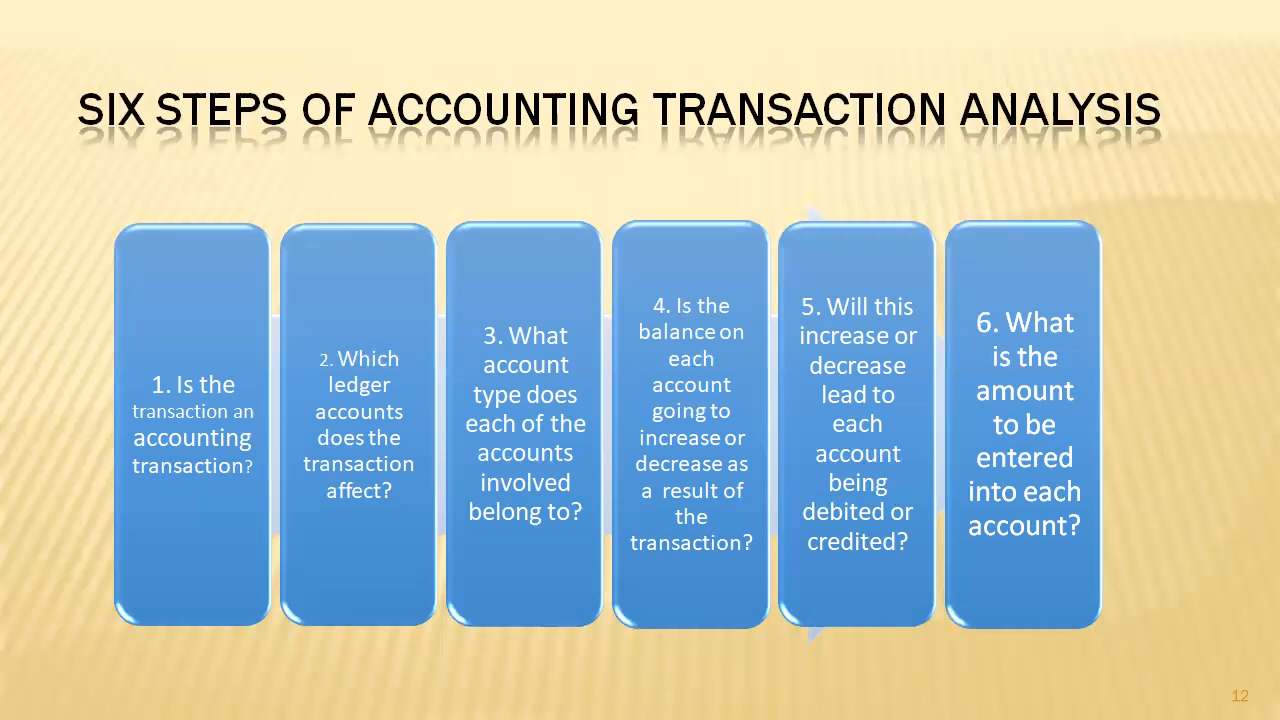 SIX STEPS OF ACCOUNTING TRANSACTION ANALYSIS
1. Is the
transaction an
accounting
transaction?
2. Which
ledger
accounts
does the
transaction
affect?
3. What
account
type does
each of the
accounts
involved
belong to?
4. Is the
balance on
each
account
going to
increase or
decrease as
a result of
the
transaction?
5. Will this
increase or
decrease
lead to
each
account
being
debited or
credited?
6. What
is the
amount
to be
entered
into each
account?
12